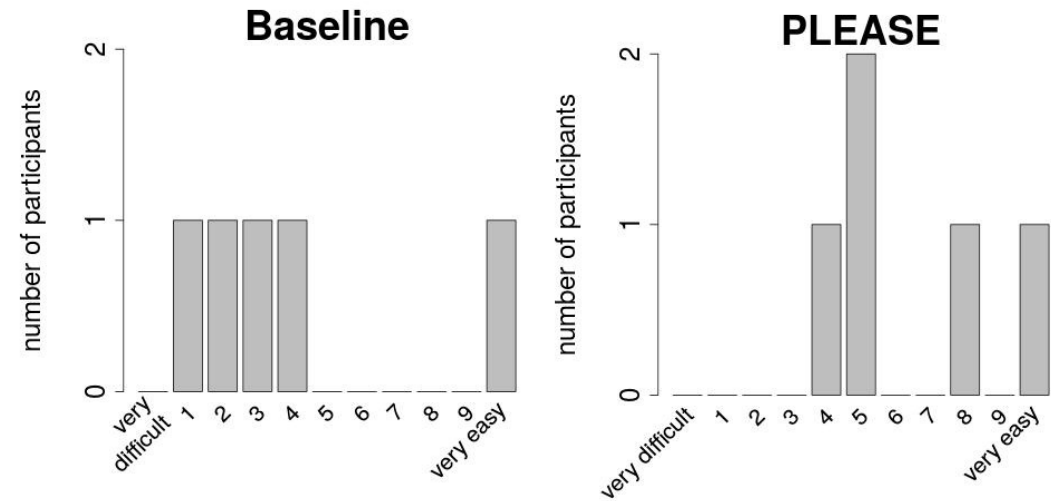 Baseline
number of participants
2
1
0
very
difficult
1
2
3
4
5
6
7
8
9
very easy
PLEASE
number of participants
2
1
0
very difficult
1
2
3
4
5
6
7
8
9
very easy